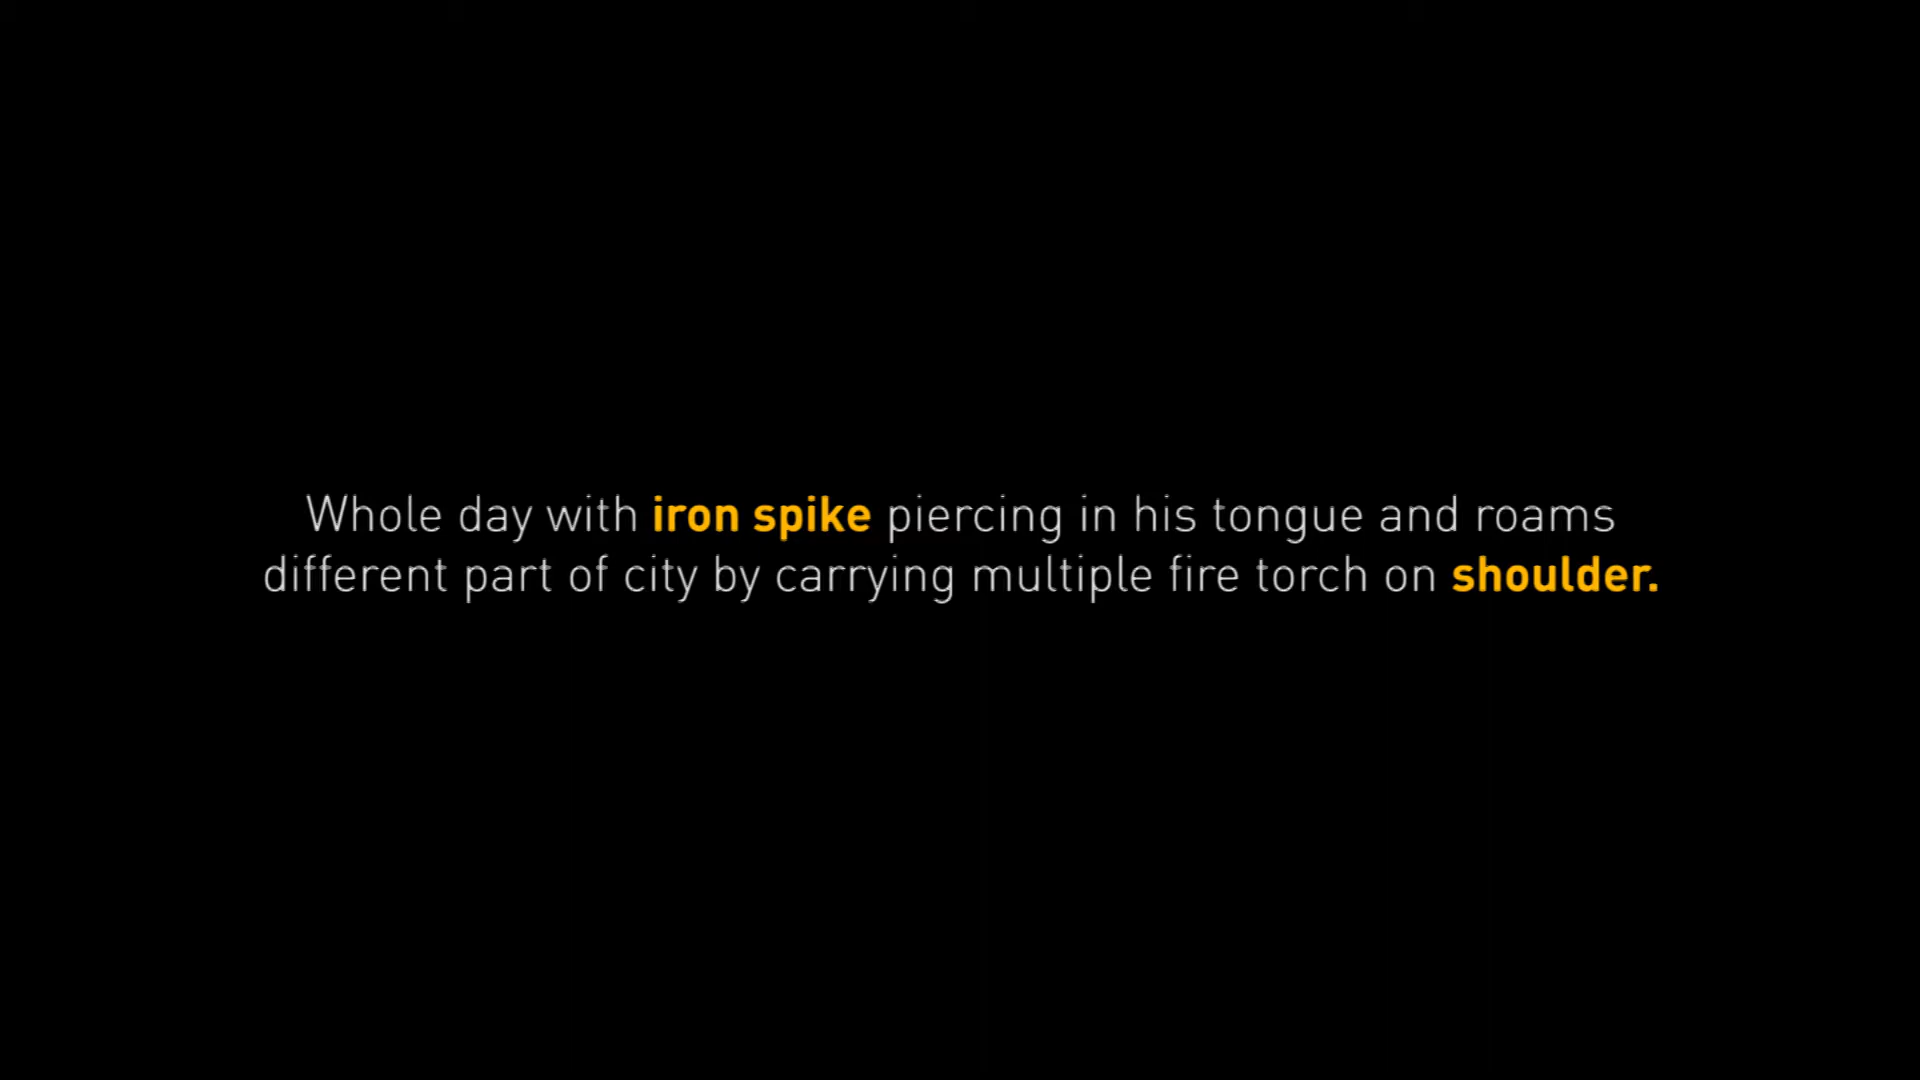 Whole day with iron spike piercing in his tongue and roams
different part of city by carrying multiple fire torch on shoulder.